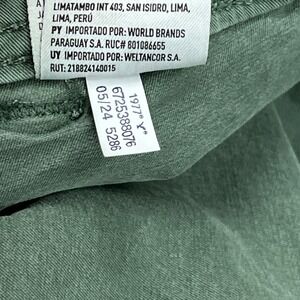 LIMATAMBO INT 403, SAN ISIDRO, LIMA,
LIMA, PERÚ
PY IMPORTADO POR: WORLD BRANDS
PARAGUAY S.A. RUC# 801086655
UY IMPORTADO POR: WELTANCOR S.A.
RUT: 218824140015
1977* Y*
6725388076
05/24 5286